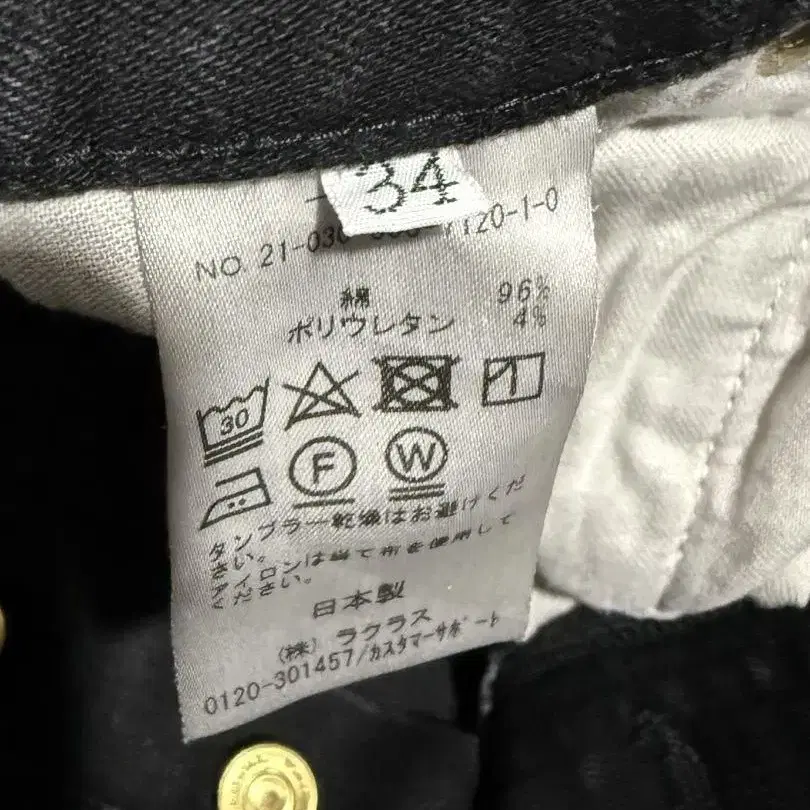 34
NO. 21-030 7120-1-0
綿 96%
ポリウレタン 4%
30
F W
タンブラー乾燥はお避けくだ
さい。
アイロンは当て布を使用して
ください。
日本製
(株) ラクラス
0120-301457/カスタマーサポート